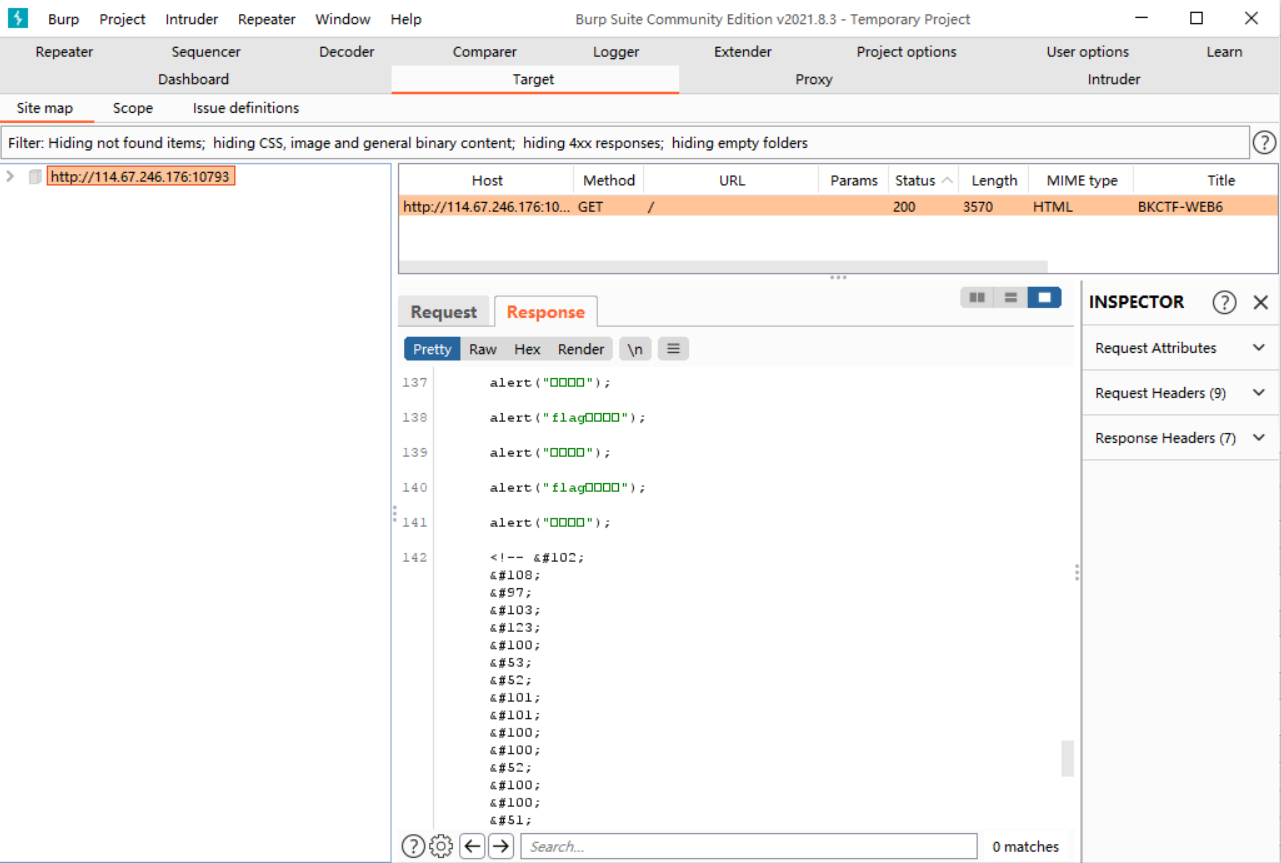 Burp Project Intruder Repeater Window Help Burp Suite Community Edition v2021.8.3 - Temporary Project
Repeater Sequencer Decoder Comparer Logger Extender Project options User options Learn
Dashboard Target Proxy Intruder
Site map Scope Issue definitions
Filter: Hiding not found items; hiding CSS, image and general binary content; hiding 4xx responses; hiding empty folders
http://114.67.246.176:10793
Host Method URL Params Status Length MIME type Title
http://114.67.246.176:10... GET / 200 3570 HTML BKCTF-WEB6
Request Response
INSPECTOR
Pretty Raw Hex Render \n
Request Attributes
Request Headers (9)
Response Headers (7)
137 alert("□□□□");
138 alert("flag□□□□");
139 alert("□□□□");
140 alert("flag□□□□");
141 alert("□□□□");
142 <!-- &#102;
&#108;
&#97;
&#103;
&#123;
&#100;
&#53;
&#52;
&#101;
&#101;
&#100;
&#100;
&#52;
&#100;
&#100;
&#51;
Search... 0 matches